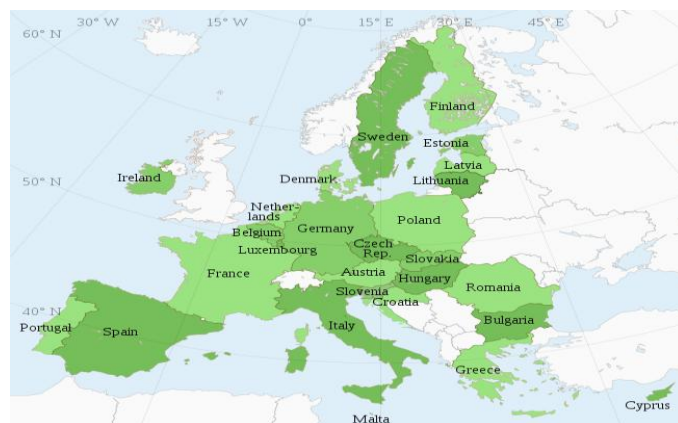 30° W
15° W
0°
15° E
30° E
45° E
60° N
Finland
Sweden
Estonia
Latvia
Ireland
Denmark
Lithuania
50° N
Nether-
lands
Poland
Belgium
Germany
Luxembourg
Czech
Rep.
Slovakia
France
Austria
Hungary
Slovenia
Romania
Croatia
40° N
Portugal
Spain
Italy
Bulgaria
Greece
Cyprus
Malta